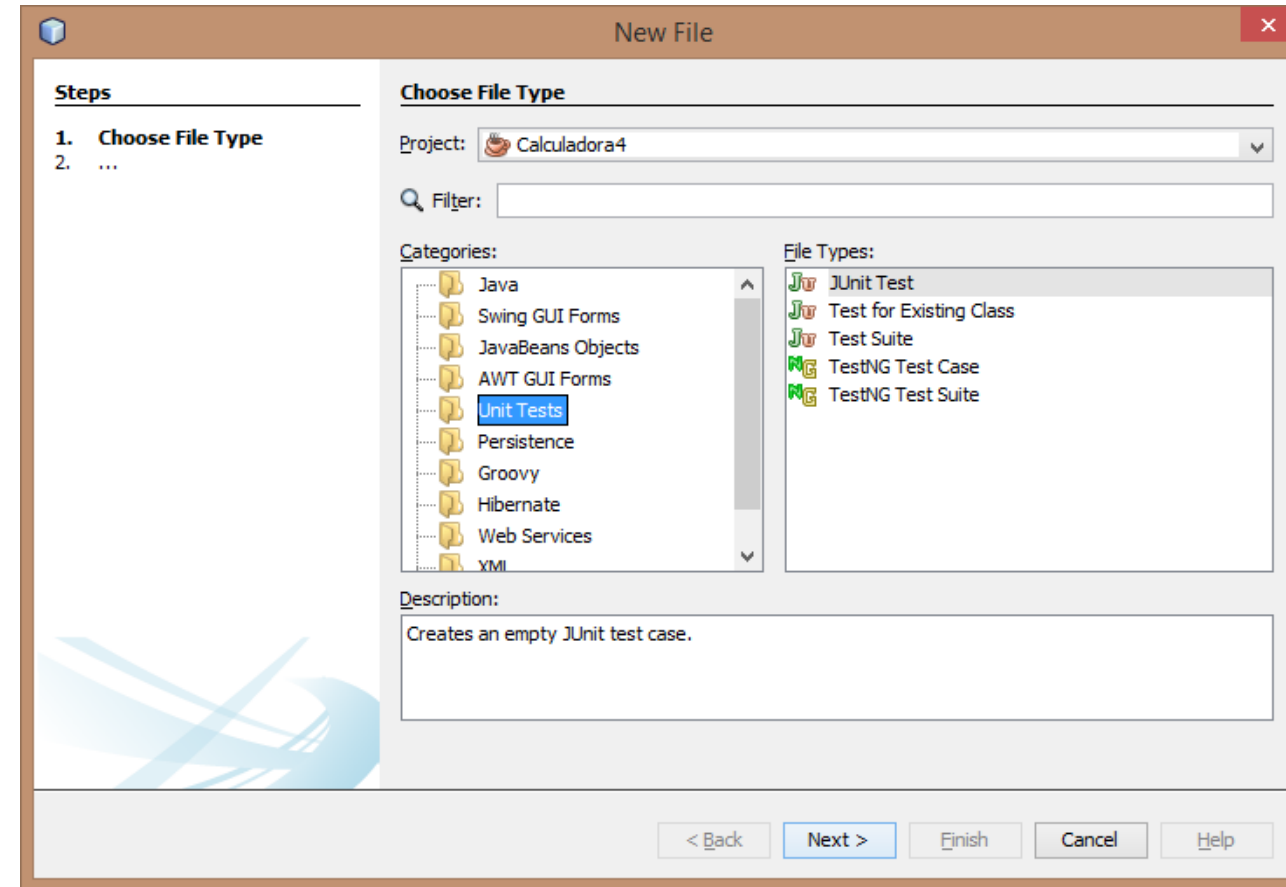 New File
Steps
1. Choose File Type
2. ...
Choose File Type
Project: Calculadora4
Filter:
Categories:
Java
Swing GUI Forms
JavaBeans Objects
AWT GUI Forms
Unit Tests
Persistence
Groovy
Hibernate
Web Services
XML
File Types:
JUnit Test
Test for Existing Class
Test Suite
TestNG Test Case
TestNG Test Suite
Description:
Creates an empty JUnit test case.
< Back
Next >
Finish
Cancel
Help